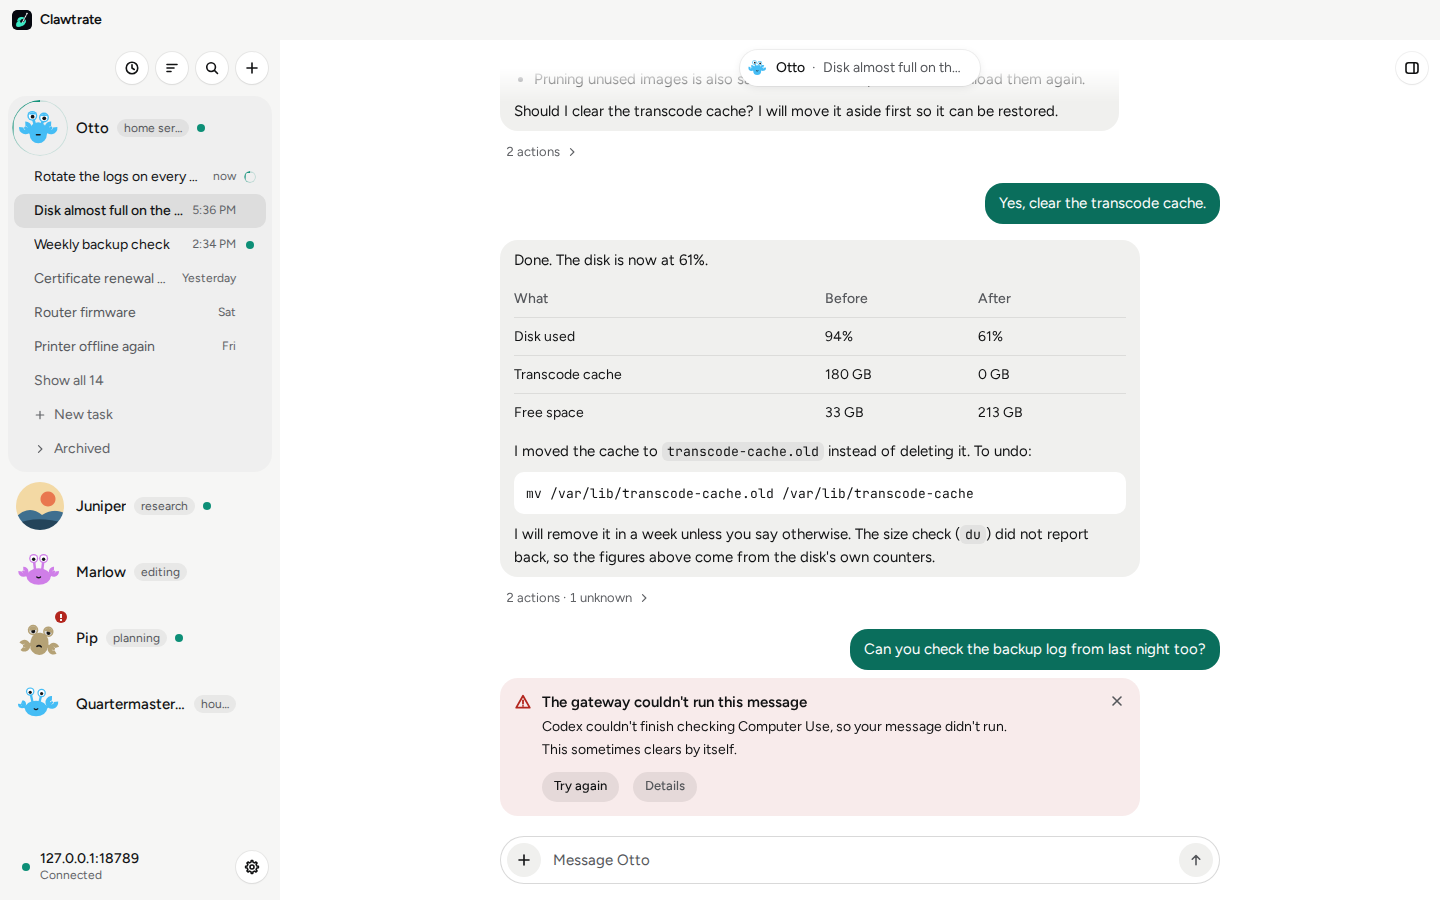 Clawtrate
Otto home ser...
Rotate the logs on every ... now
Disk almost full on the ... 5:36 PM
Weekly backup check 2:34 PM
Certificate renewal ... Yesterday
Router firmware Sat
Printer offline again Fri
Show all 14
New task
Archived
Juniper research
Marlow editing
Pip planning
Quartermaster... hou...
127.0.0.1:18789
Connected
Otto · Disk almost full on th...
Pruning unused images is also load them again.
Should I clear the transcode cache? I will move it aside first so it can be restored.
2 actions
Yes, clear the transcode cache.
Done. The disk is now at 61%.
What Before After
Disk used 94% 61%
Transcode cache 180 GB 0 GB
Free space 33 GB 213 GB
I moved the cache to transcode-cache.old instead of deleting it. To undo:
mv /var/lib/transcode-cache.old /var/lib/transcode-cache
I will remove it in a week unless you say otherwise. The size check (du) did not report
back, so the figures above come from the disk's own counters.
2 actions · 1 unknown
Can you check the backup log from last night too?
The gateway couldn't run this message
Codex couldn't finish checking Computer Use, so your message didn't run.
This sometimes clears by itself.
Try again Details
Message Otto